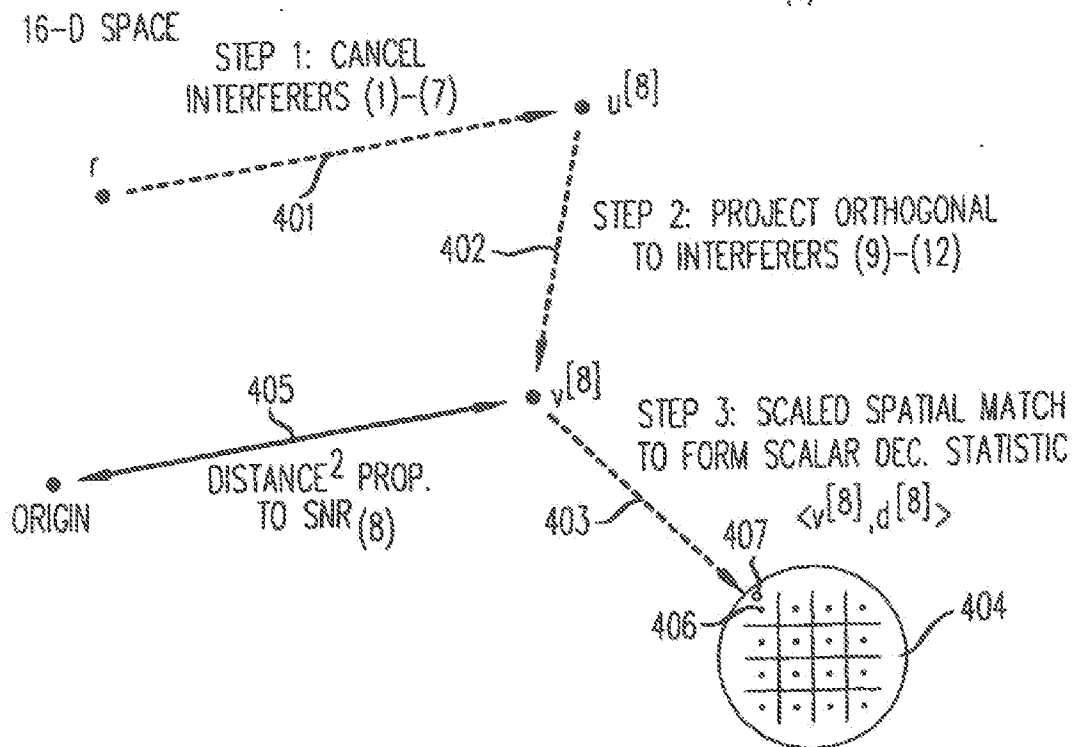 16-D SPACE
STEP 1: CANCEL
INTERFERERS (1)-(7)
u[8]
r
401
STEP 2: PROJECT ORTHOGONAL
TO INTERFERERS (9)-(12)
402
405
v[8]
STEP 3: SCALED SPATIAL MATCH
TO FORM SCALAR DEC. STATISTIC
<v[8],d[8]>
DISTANCE2 PROP.
TO SNR(8)
ORIGIN
403
407
406
404